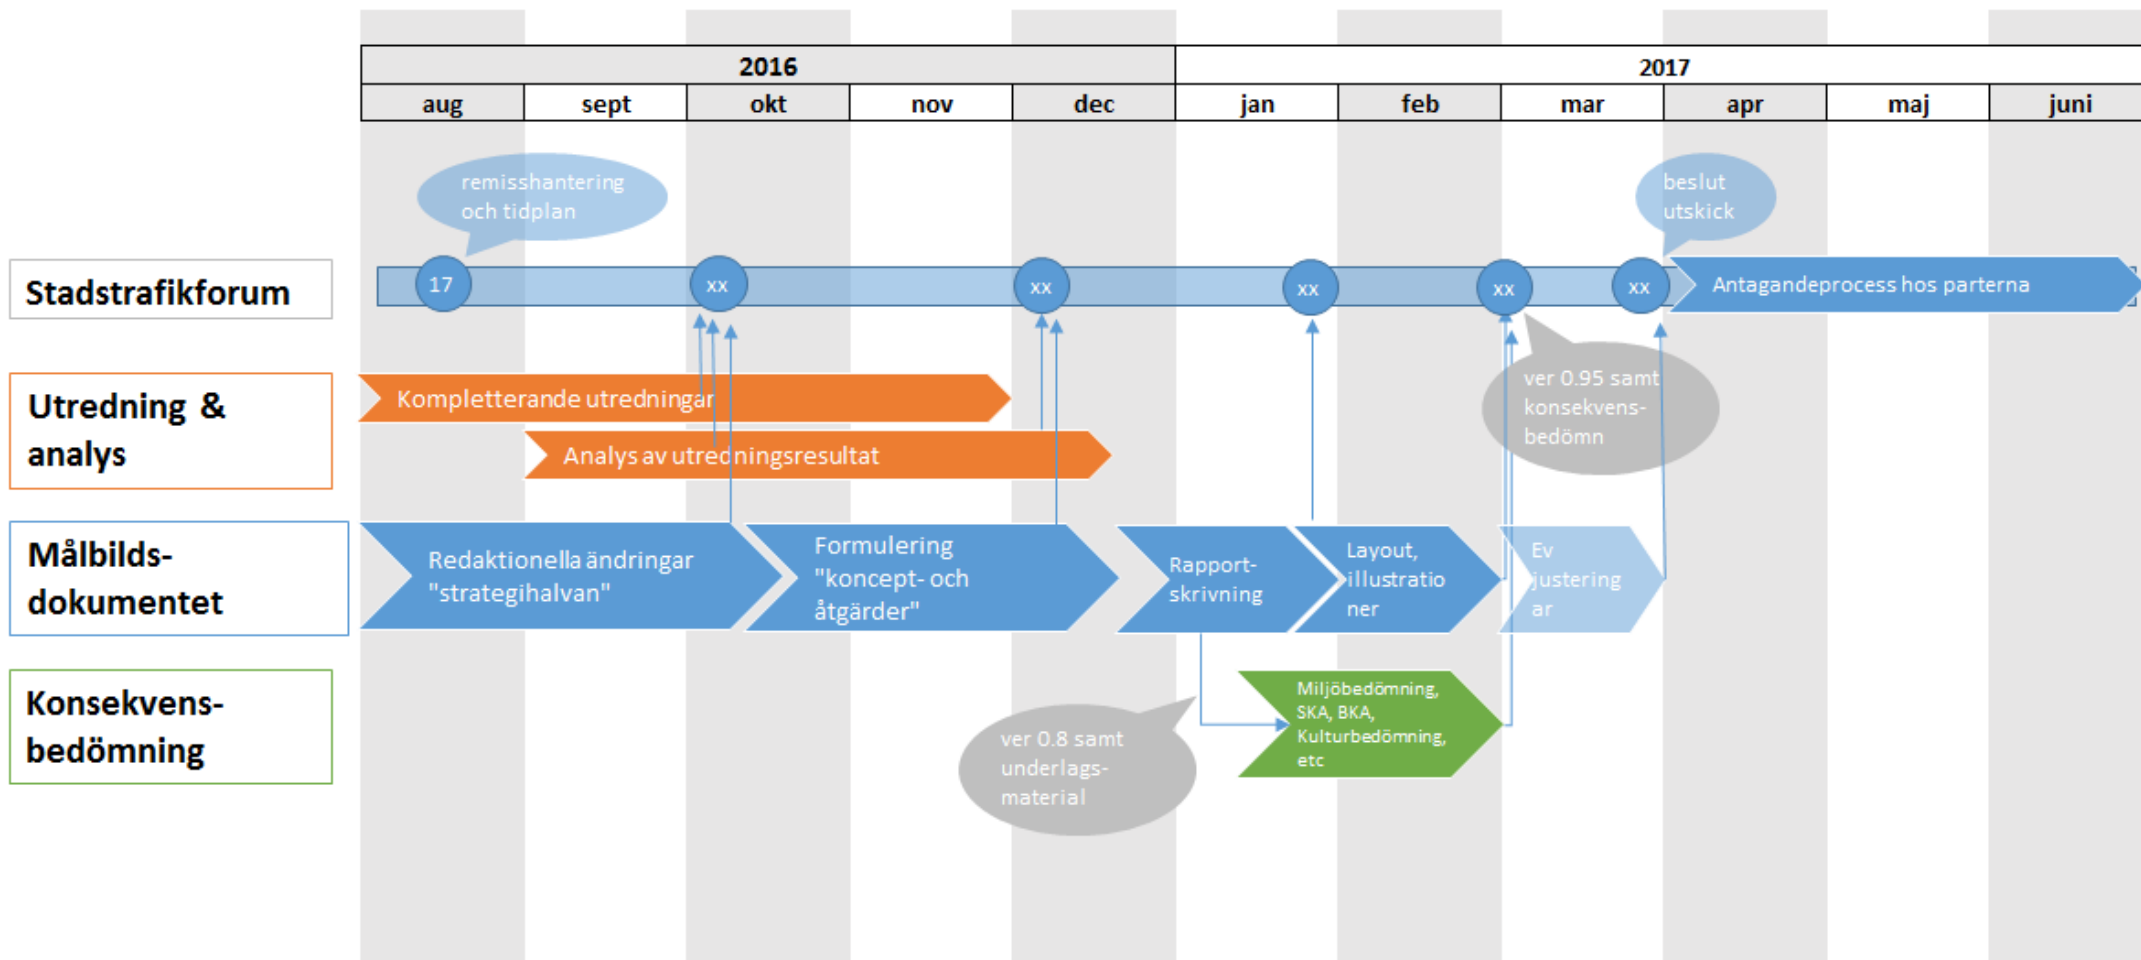 2016
2017
aug
sept
okt
nov
dec
jan
feb
mar
apr
maj
juni
remisshantering
och tidplan
beslut
utskick
Stadstrafikforum
17
xx
xx
xx
xx
xx
Antagandeprocess hos parterna
Utredning &
analys
Kompletterande utredningar
Analys av utredningsresultat
ver 0.95 samt
konsekvens-
bedömn
Målbilds-
dokumentet
Redaktionella ändringar
"strategihalvan"
Formulering
"koncept- och
åtgärder"
Rapport-
skrivning
Layout,
illustratio
ner
Ev
justering
ar
Konsekvens-
bedömning
ver 0.8 samt
underlags-
material
Miljöbedömning,
SKA, BKA,
Kulturbedömning,
etc